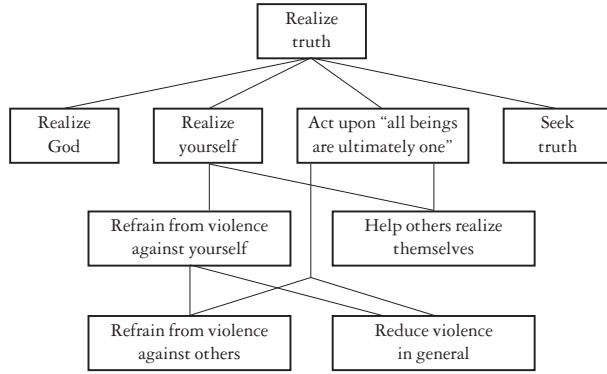 Realize
truth
Realize
God
Realize
yourself
Act upon “all beings
are ultimately one”
Seek
truth
Refrain from violence
against yourself
Help others realize
themselves
Refrain from violence
against others
Reduce violence
in general